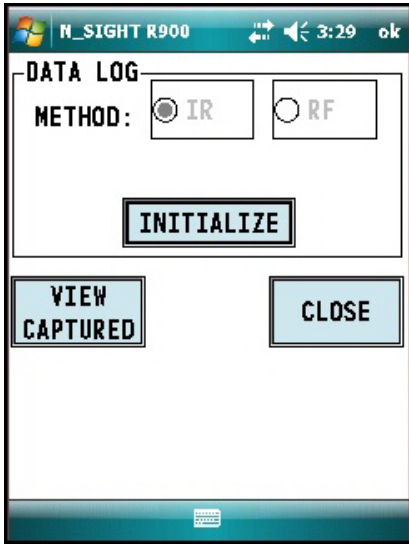 N_SIGHT R900 3:29 ok
DATA LOG
METHOD: IR RF
INITIALIZE
VIEW CLOSE
CAPTURED